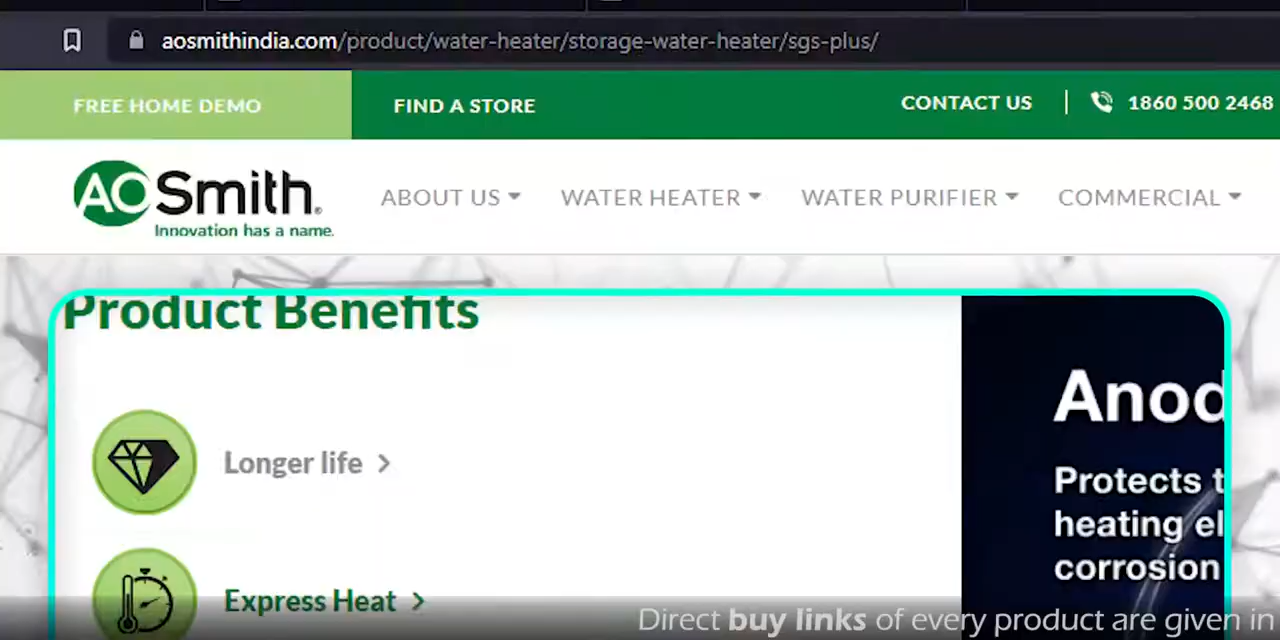 aosmithindia.com/product/water-heater/storage-water-heater/sgs-plus/
FREE HOME DEMO
FIND A STORE
CONTACT US
1860 500 2468
AO Smith
Innovation has a name.
ABOUT US
WATER HEATER
WATER PURIFIER
COMMERCIAL
Product Benefits
Longer life
Express Heat
Anod
Protects t
heating el
corrosion
Direct buy links of every product are given in